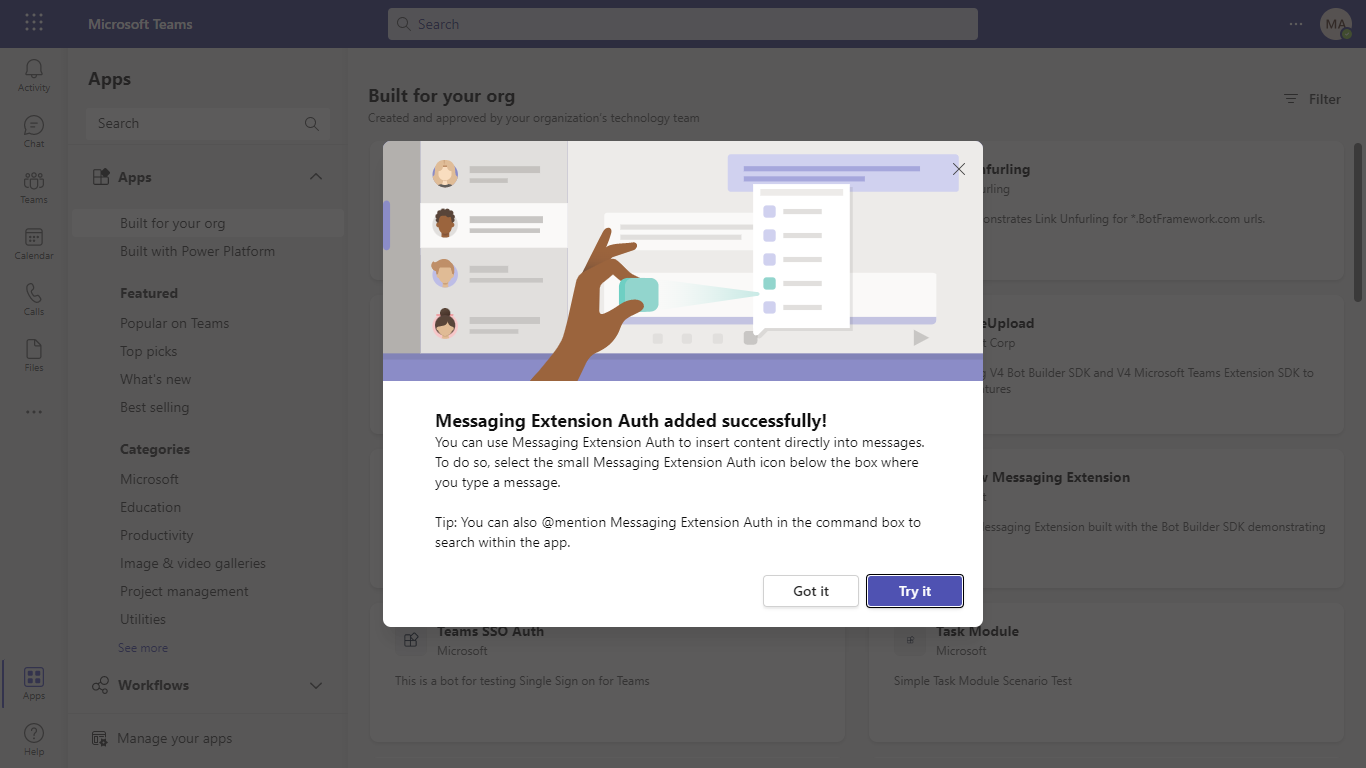 Microsoft Teams
Search
MA
Activity
Chat
Teams
Calendar
Calls
Files
Apps
Help
Apps
Search
Apps
Built for your org
Built with Power Platform
Featured
Popular on Teams
Top picks
What's new
Best selling
Categories
Microsoft
Education
Productivity
Image & video galleries
Project management
Utilities
See more
Workflows
Manage your apps
Built for your org
Created and approved by your organization's technology team
Filter
Messaging Extension Auth added successfully!
You can use Messaging Extension Auth to insert content directly into messages.
To do so, select the small Messaging Extension Auth icon below the box where
you type a message.
Tip: You can also @mention Messaging Extension Auth in the command box to
search within the app.
Got it
Try it
Link Unfurling for *.BotFramework.com urls.
Corp
V4 Bot Builder SDK and V4 Microsoft Teams Extension SDK to
Messaging Extension
Messaging Extension built with the Bot Builder SDK demonstrating
Teams SSO Auth
Microsoft
This is a bot for testing Single Sign on for Teams
Task Module
Microsoft
Simple Task Module Scenario Test